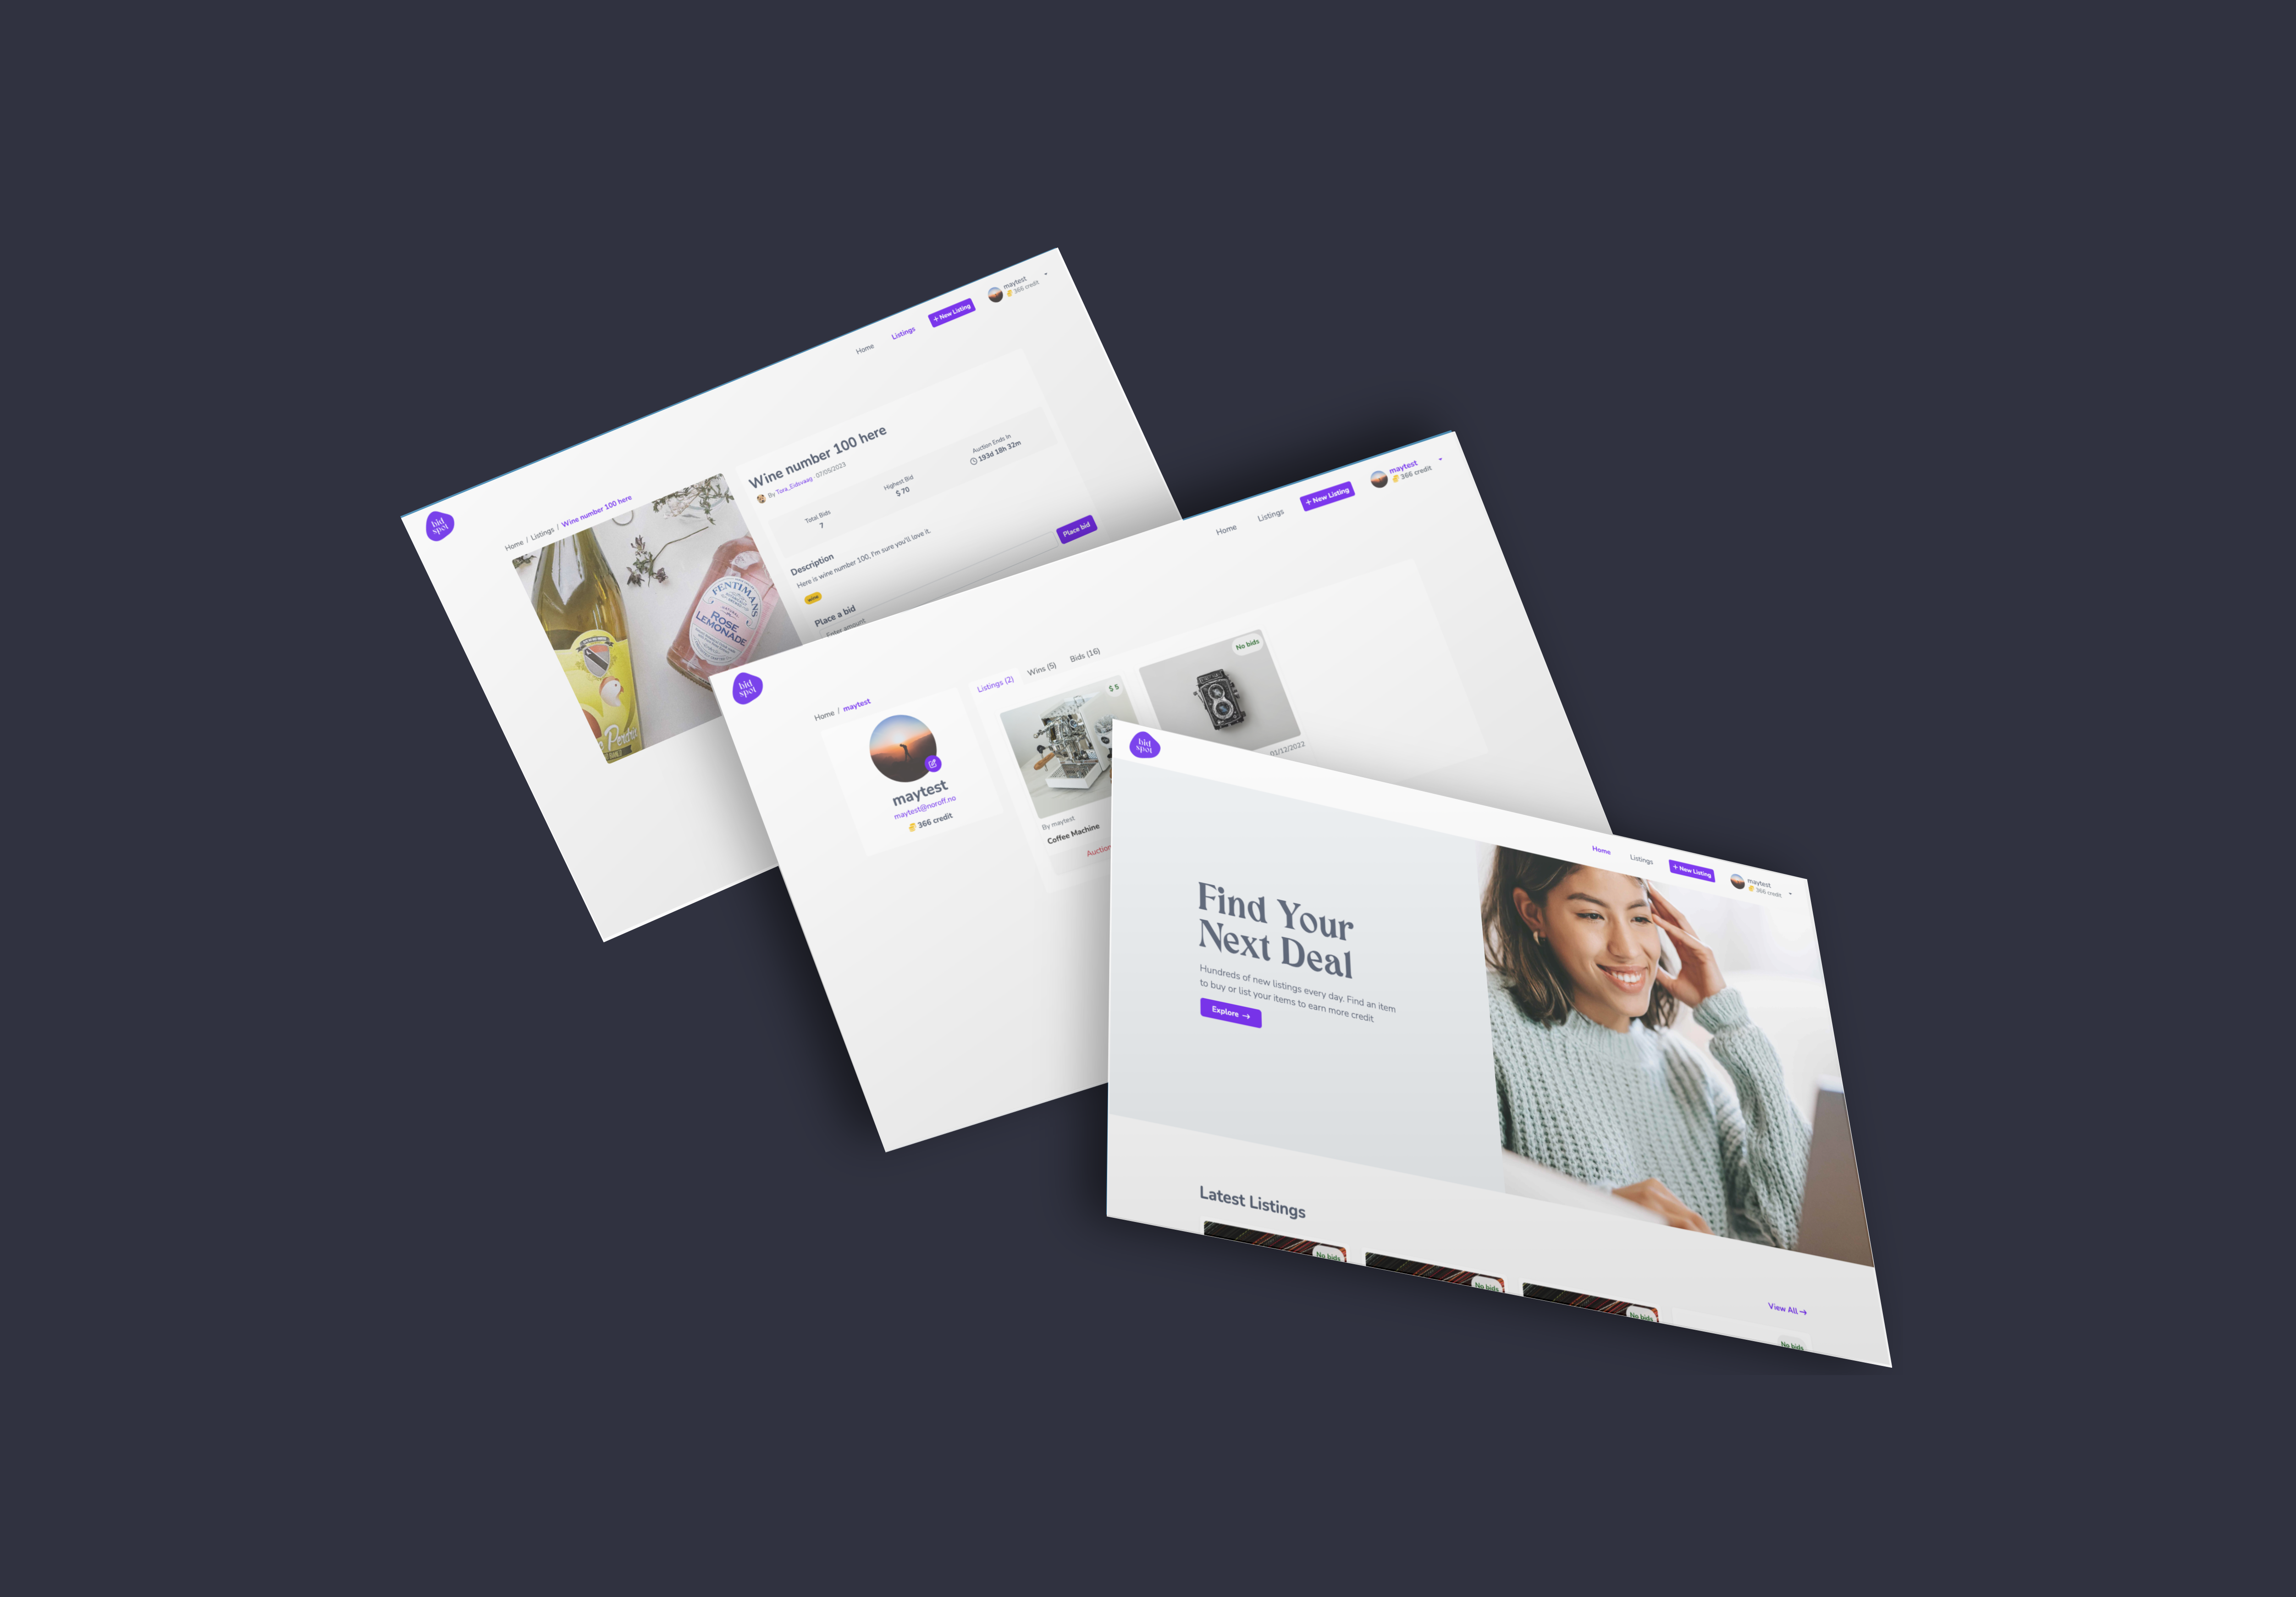 bid
spot
Home
Listings
+ New Listing
maytest
366 credit
Home / Listings / Wine number 100 here
FENTIMANS
ROSE
LEMONADE
Wine number 100 here
By Tora_Eidsvaag - 07/05/2023
Total Bids
7
Highest Bid
$ 70
Auction Ends In
193d 18h 32m
Description
Here is wine number 100, I'm sure you'll love it.
wine
Place a bid
Enter amount
Place bid
bid
spot
Home
Listings
+ New Listing
maytest
366 credit
Home / maytest
maytest
maytest@noroff.no
366 credit
Listings (2)
Wins (5)
Bids (16)
$ 5
By maytest
Coffee Machine
Auction
No bids
01/12/2022
bid
spot
Home
Listings
+ New Listing
maytest
366 credit
Find Your
Next Deal
Hundreds of new listings every day. Find an item
to buy or list your items to earn more credit
Explore →
Latest Listings
View All →
No bids
No bids
No bids
No bids